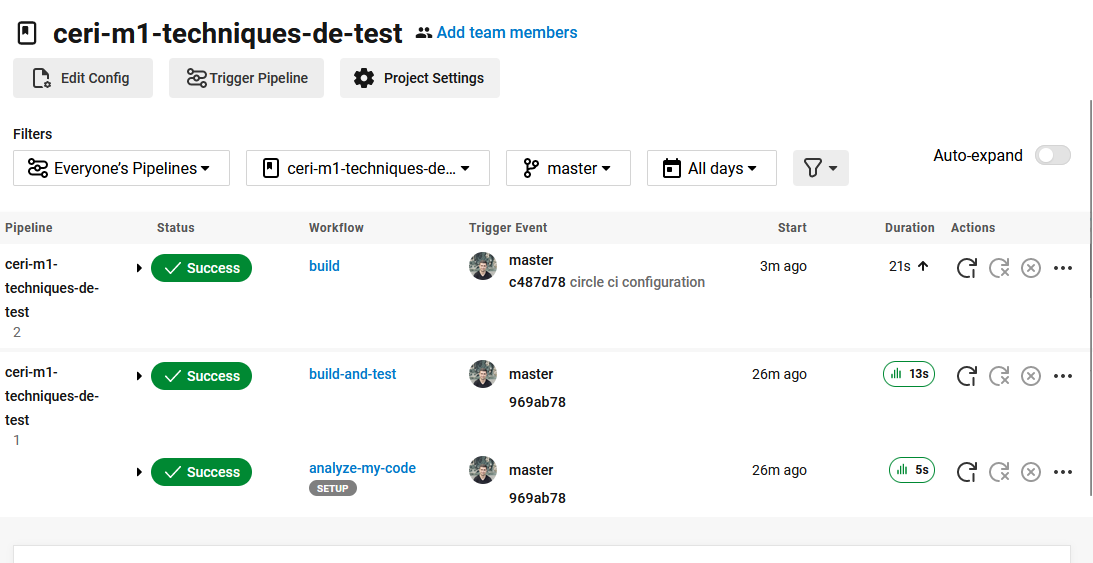 ceri-m1-techniques-de-test Add team members
Edit Config Trigger Pipeline Project Settings
Filters
Everyone's Pipelines ceri-m1-techniques-de... master All days Auto-expand
Pipeline Status Workflow Trigger Event Start Duration Actions
ceri-m1-
techniques-de-
test
2
Success build master 3m ago 21s
c487d78 circle ci configuration
ceri-m1-
techniques-de-
test
1
Success build-and-test master 26m ago 13s
969ab78
Success analyze-my-code master 26m ago 5s
SETUP
969ab78